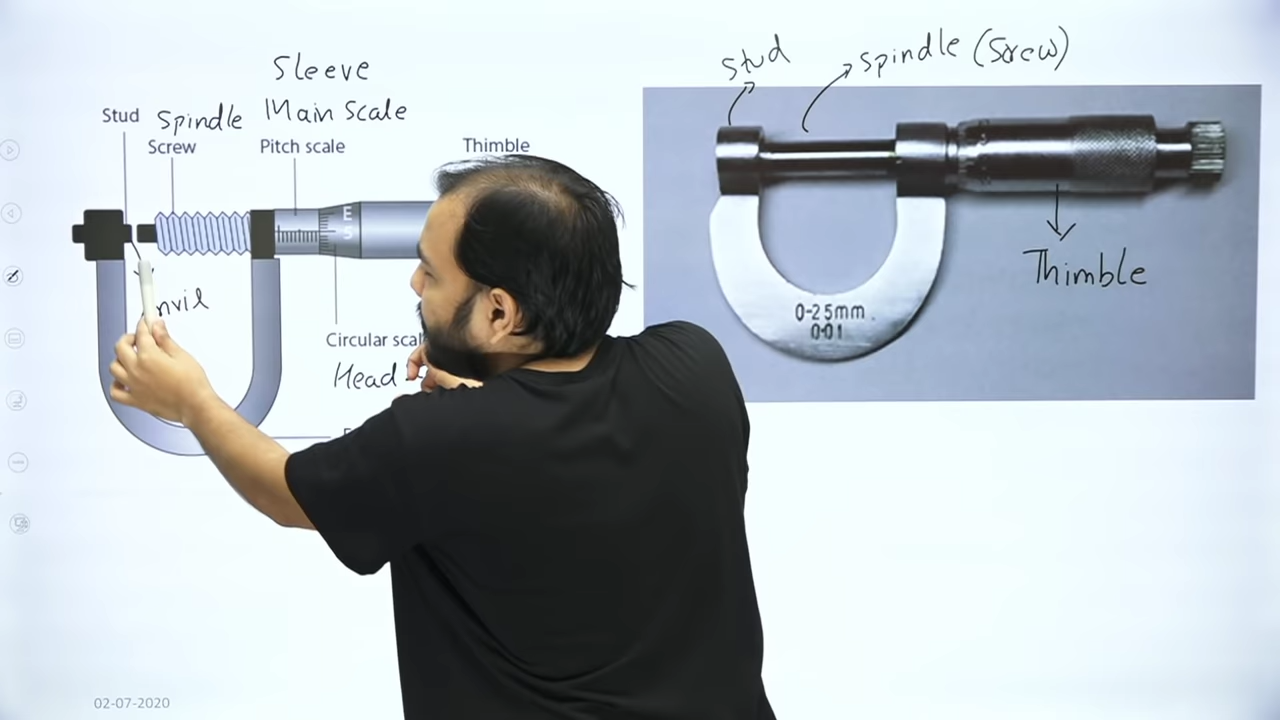 Sleeve
Stud
Spindle
Main Scale
Screw
Pitch scale
Thimble
E
S
nvil
Circular scal
Head
02-07-2020
Stud
Spindle (Screw)
Thimble
0-25mm.
0-01